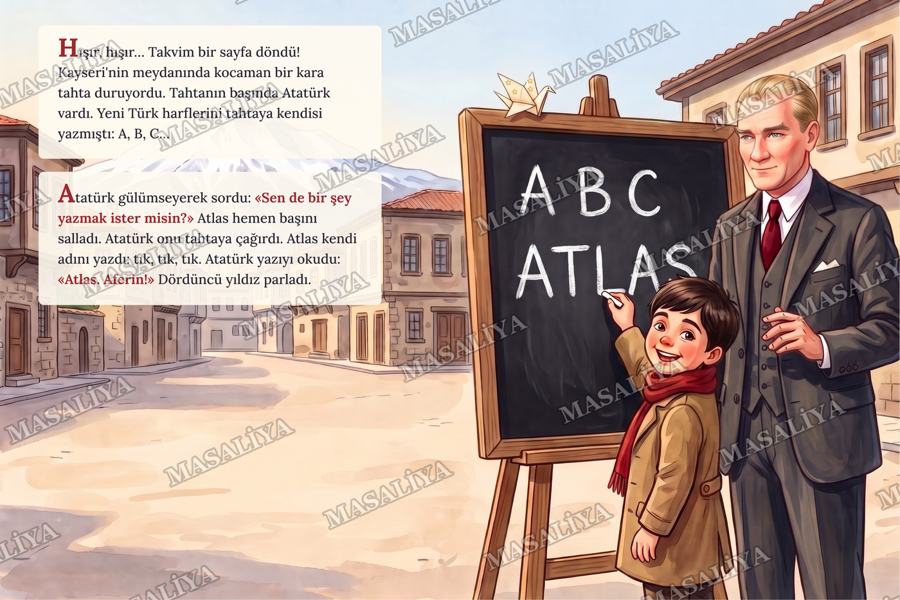 Hışır, hışır... Takvim bir sayfa döndü!
Kayseri'nin meydanında kocaman bir kara
tahta duruyordu. Tahtanın başında Atatürk
vardı. Yeni Türk harflerini tahtaya kendisi
yazmıştı: A, B, C...
Atatürk gülümseyerek sordu: «Sen de bir şey
yazmak ister misin?» Atlas hemen başını
salladı. Atatürk onu tahtaya çağırdı. Atlas kendi
adını yazdı: tık, tık, tık. Atatürk yazıyı okudu:
«Atlas. Aferin!» Dördüncü yıldız parladı.
A B C
ATLAS
MASALİYA